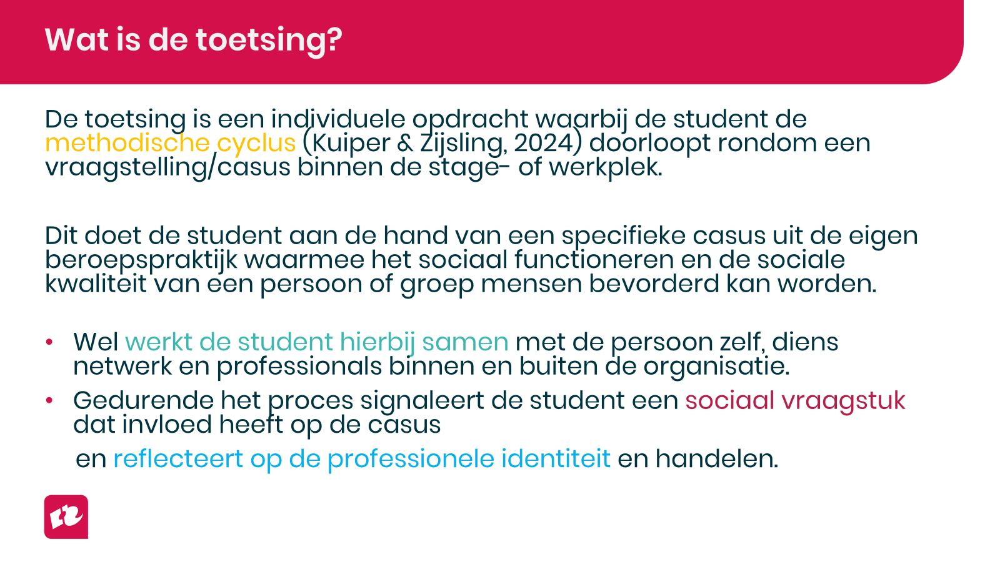 Wat is de toetsing?
De toetsing is een individuele opdracht waarbij de student de
methodische cyclus (Kuiper & Zijsling, 2024) doorloopt rondom een
vraagstelling/casus binnen de stage- of werkplek.
Dit doet de student aan de hand van een specifieke casus uit de eigen
beroepspraktijk waarmee het sociaal functioneren en de sociale
kwaliteit van een persoon of groep mensen bevorderd kan worden.
• Wel werkt de student hierbij samen met de persoon zelf, diens
netwerk en professionals binnen en buiten de organisatie.
• Gedurende het proces signaleert de student een sociaal vraagstuk
dat invloed heeft op de casus
en reflecteert op de professionele identiteit en handelen.